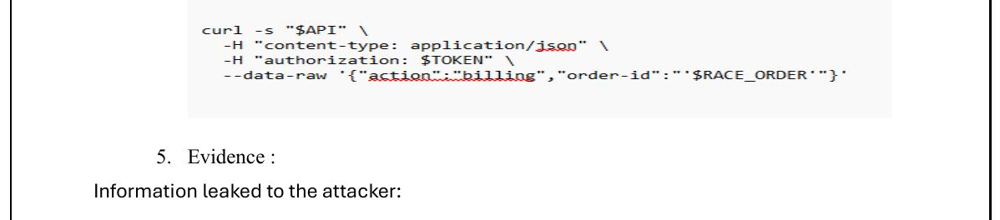 curl -s "$API" \
-H "content-type: application/json" \
-H "authorization: $TOKEN" \
--data-raw '{"action":"billing","order-id":"'$RACE_ORDER'"}'
5. Evidence :
Information leaked to the attacker: